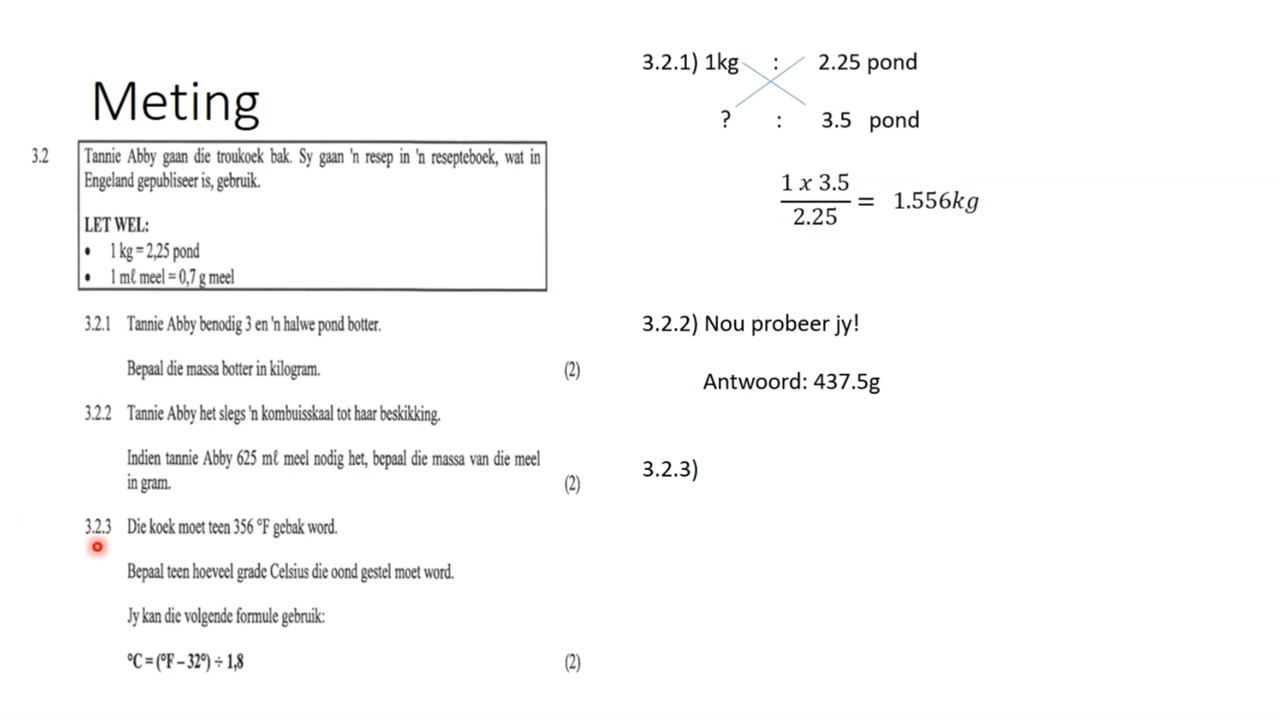 Meting
3.2 Tannie Abby gaan die troukoek bak. Sy gaan 'n resep in 'n resepteboek, wat in
Engeland gepubliseer is, gebruik.
LET WEL:
• 1 kg = 2,25 pond
• 1 mℓ meel = 0,7 g meel
3.2.1 Tannie Abby benodig 3 en 'n halwe pond botter.
Bepaal die massa botter in kilogram. (2)
3.2.2 Tannie Abby het slegs 'n kombuisskaal tot haar beskikking.
Indien tannie Abby 625 mℓ meel nodig het, bepaal die massa van die meel
in gram. (2)
3.2.3 Die koek moet teen 356 °F gebak word.
Bepaal teen hoeveel grade Celsius die oond gestel moet word.
Jy kan die volgende formule gebruik:
°C = (°F – 32°) ÷ 1,8 (2)
3.2.1) 1kg : 2.25 pond
? : 3.5 pond
1 x 3.5
2.25
= 1.556kg
3.2.2) Nou probeer jy!
Antwoord: 437.5g
3.2.3)